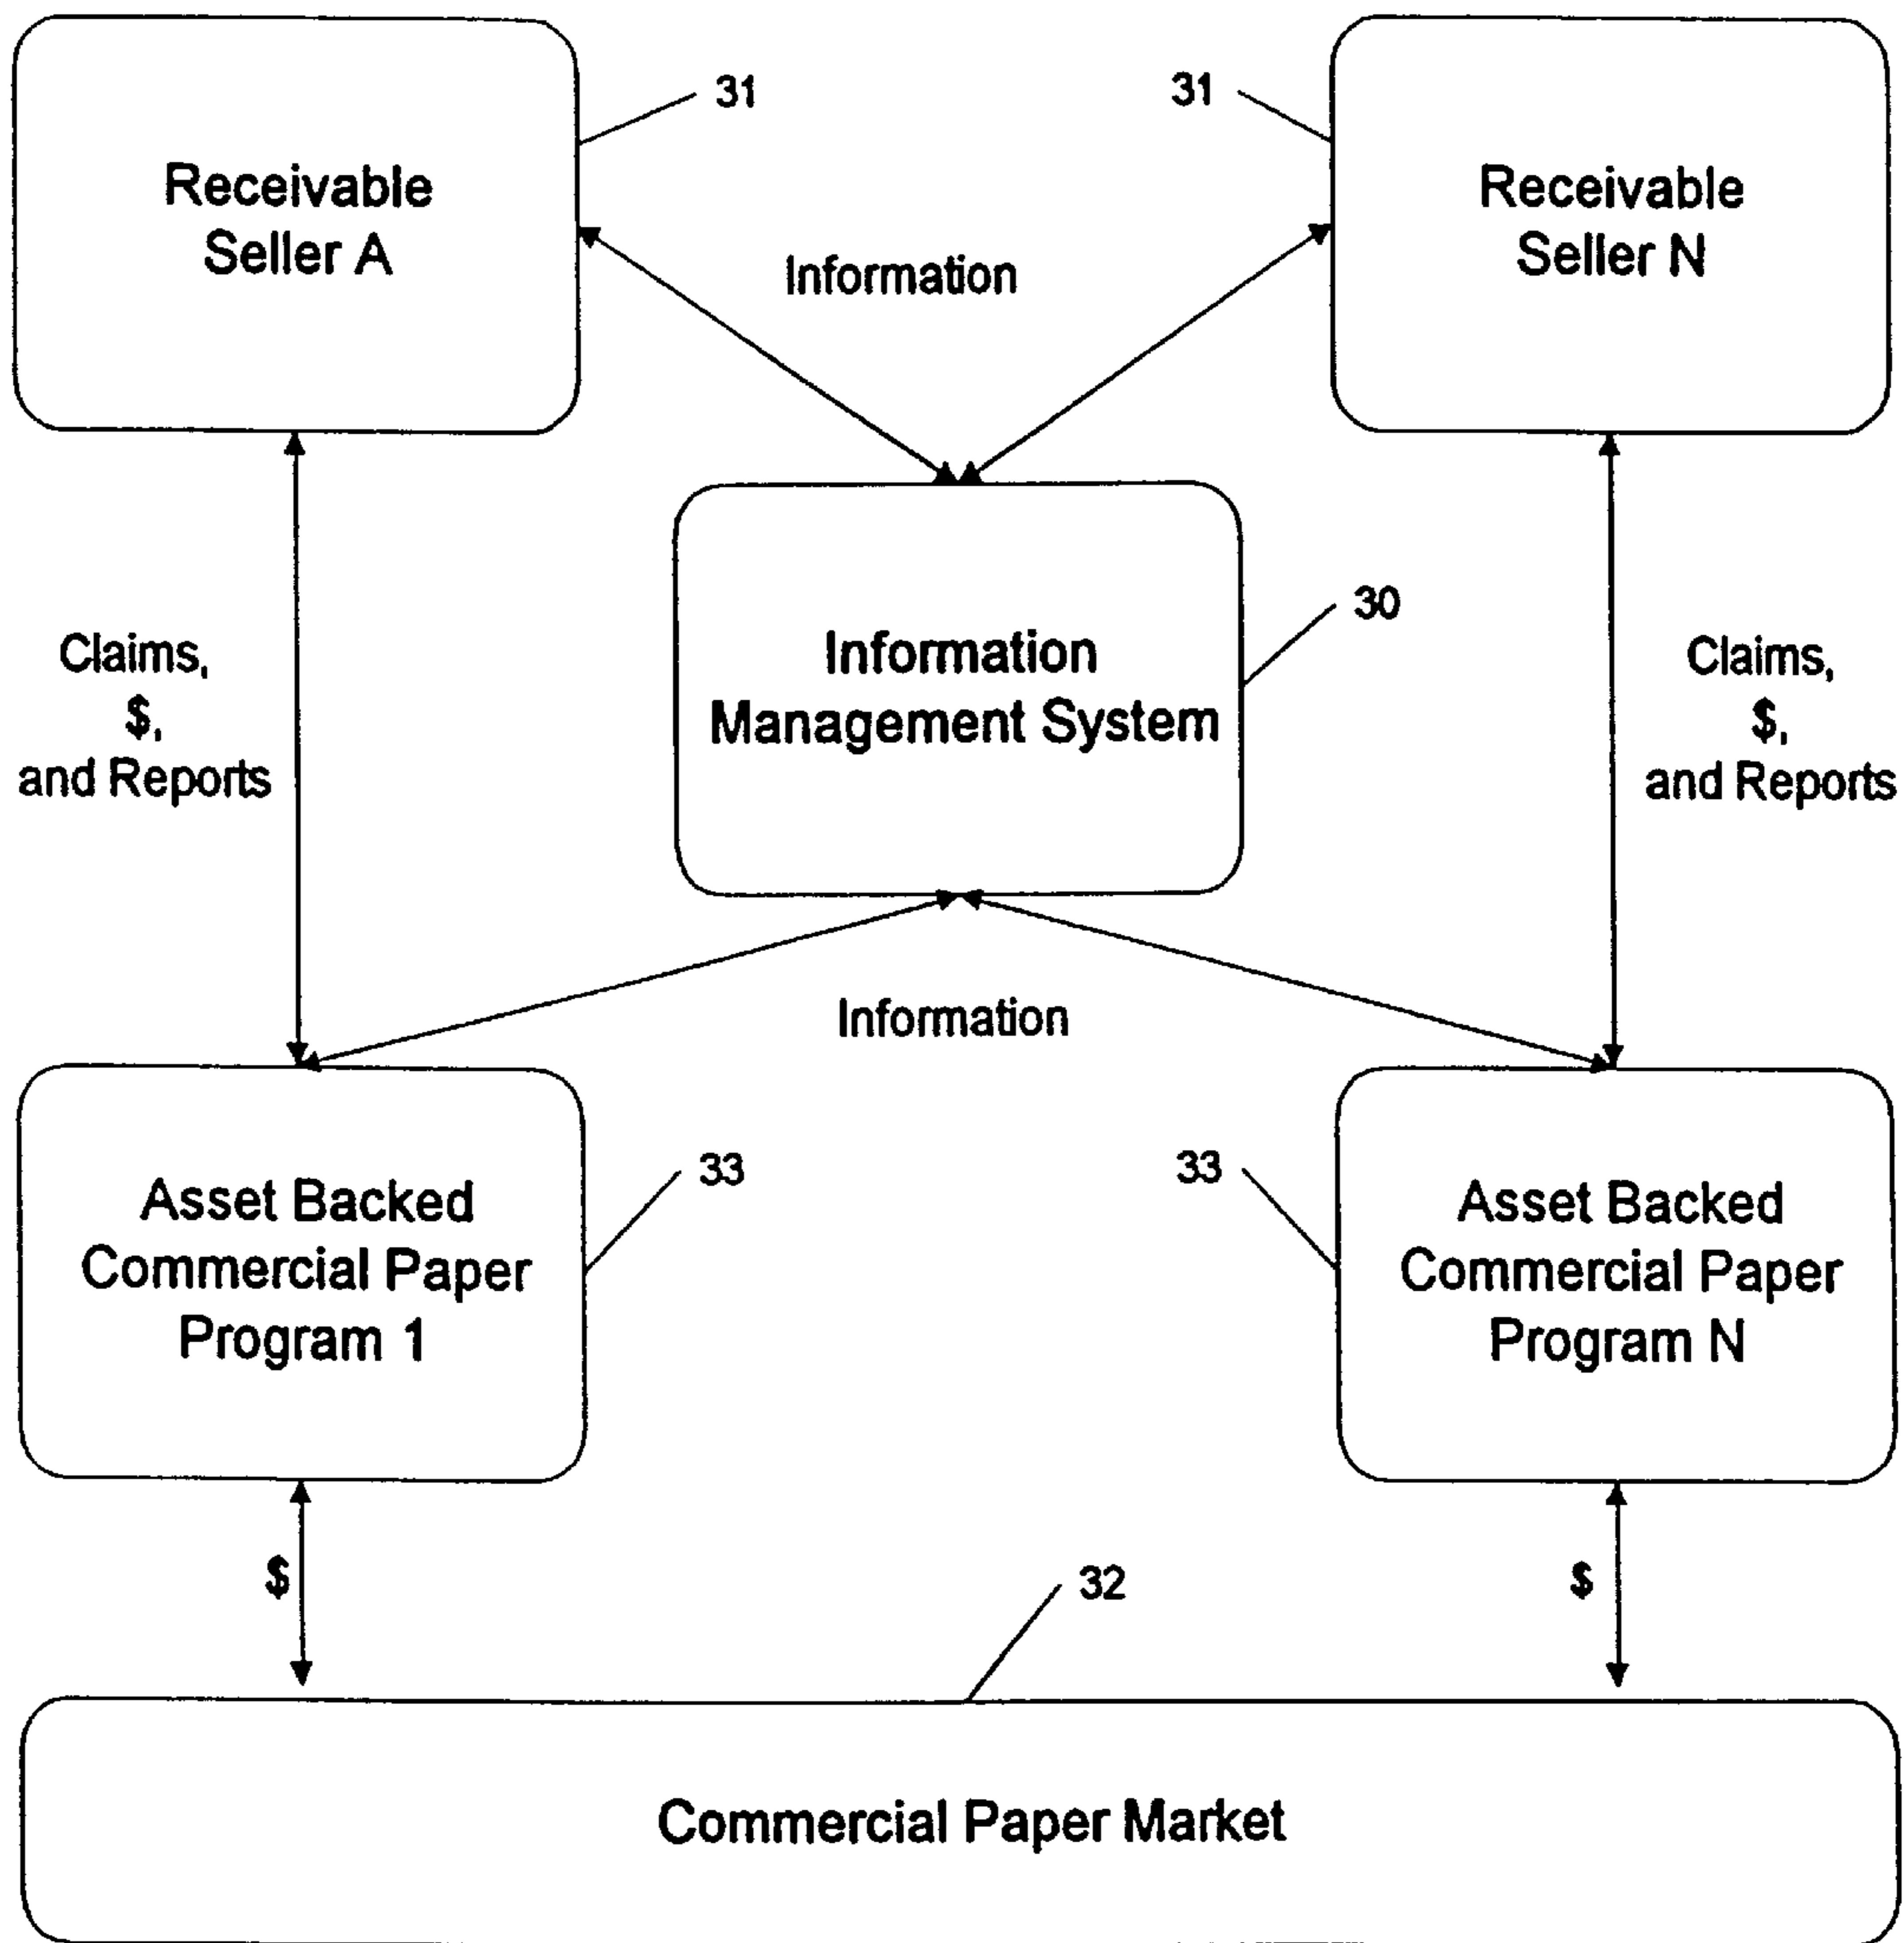 31
31
Receivable
Seller A
Receivable
Seller N
Information
30
Information
Management System
Claims,
$,
and Reports
Claims,
$,
and Reports
Information
33
33
Asset Backed
Commercial Paper
Program 1
Asset Backed
Commercial Paper
Program N
$
32
$
Commercial Paper Market